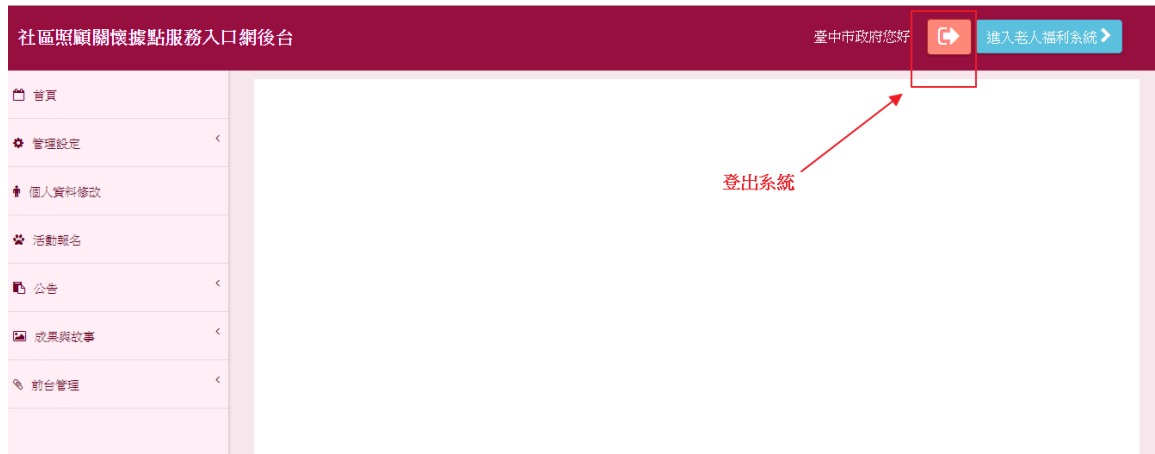 社區照顧關懷據點服務入口網後台
臺中市政府您好
進入老人福利系統
首頁
管理設定
個人資料修改
登出系統
活動報名
公告
成果與故事
前台管理